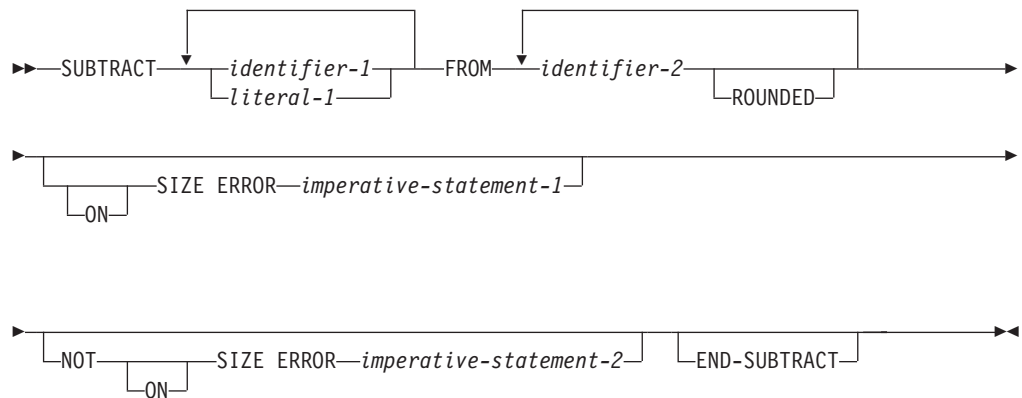 SUBTRACT identifier-1 FROM identifier-2
literal-1 ROUNDED
SIZE ERROR imperative-statement-1
ON
NOT SIZE ERROR imperative-statement-2 END-SUBTRACT
ON